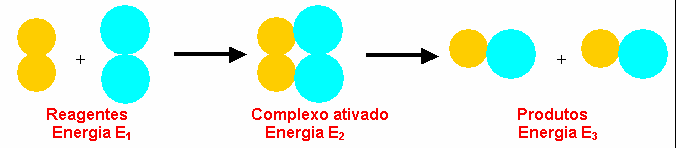 +
+
Reagentes
Energia E₁
Complexo ativado
Energia E₂
Produtos
Energia E₃